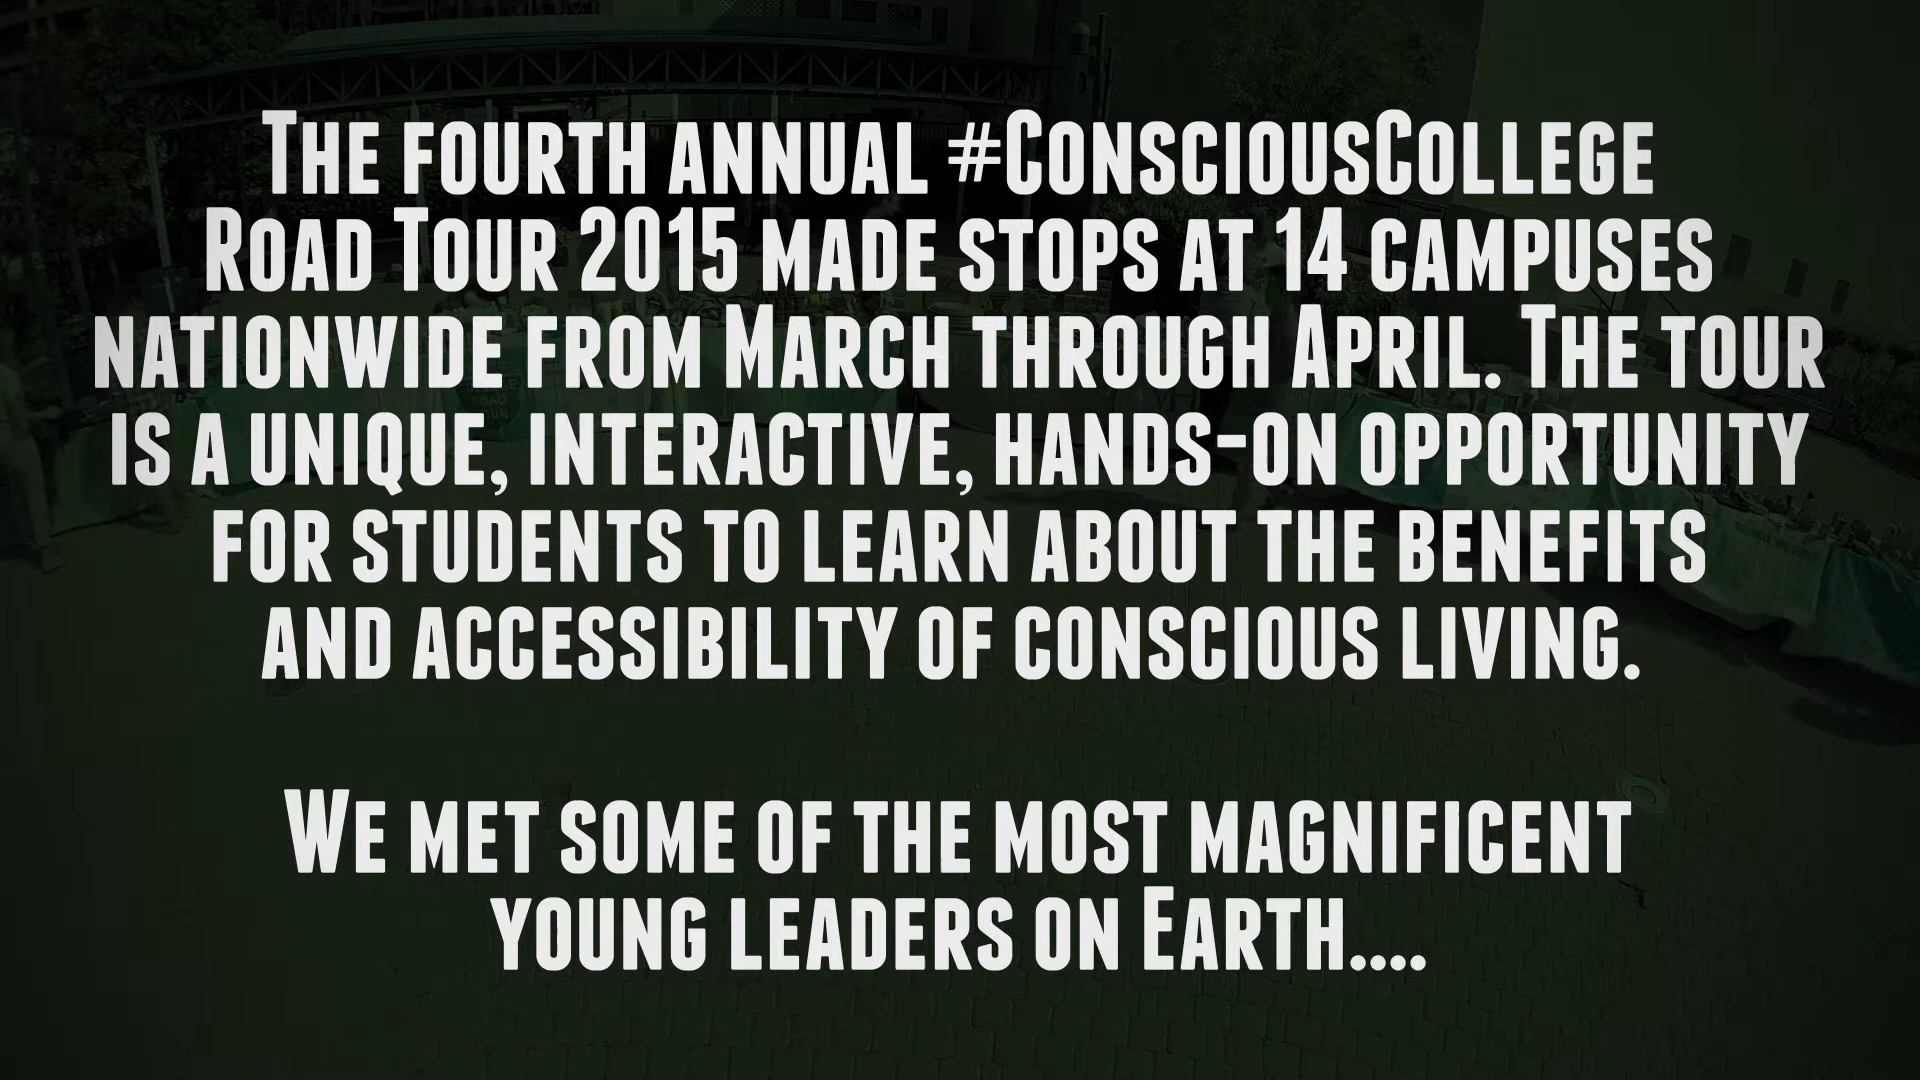 The fourth annual #ConsciousCollege
Road Tour 2015 made stops at 14 campuses
nationwide from March through April. The tour
is a unique, interactive, hands-on opportunity
for students to learn about the benefits
and accessibility of conscious living.
We met some of the most magnificent
young leaders on Earth....